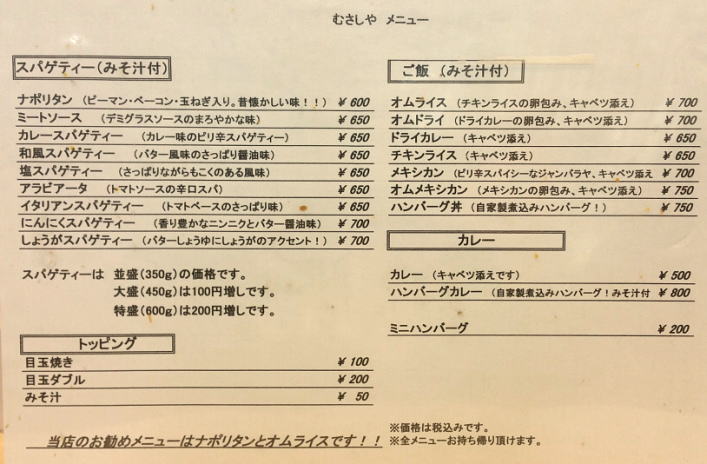 むさしや メニュー
スパゲティー(みそ汁付)
ナポリタン (ピーマン・ベーコン・玉ねぎ入り。昔懐かしい味！！) ¥ 600
ミートソース (デミグラスソースのまろやかな味) ¥ 650
カレースパゲティー (カレー味のピリ辛スパゲティー) ¥ 650
和風スパゲティー (バター風味のさっぱり醤油味) ¥ 650
塩スパゲティー (さっぱりながらもこくのある風味) ¥ 650
アラビアータ (トマトソースの辛口スパ) ¥ 650
イタリアンスパゲティー (トマトベースのさっぱり味) ¥ 650
にんにくスパゲティー (香り豊かなニンニクとバター醤油味) ¥ 700
しょうがスパゲティー (バターしょうゆにしょうがのアクセント！) ¥ 700
スパゲティーは 並盛(350g)の価格です。
大盛(450g)は100円増しです。
特盛(600g)は200円増しです。
トッピング
目玉焼き ¥ 100
目玉ダブル ¥ 200
みそ汁 ¥ 50
当店のお勧めメニューはナポリタンとオムライスです！！
ご飯 (みそ汁付)
オムライス (チキンライスの卵包み、キャベツ添え) ¥ 700
オムドライ (ドライカレーの卵包み、キャベツ添え) ¥ 700
ドライカレー (キャベツ添え) ¥ 650
チキンライス (キャベツ添え) ¥ 650
メキシカン (ピリ辛スパイシーなジャンバラヤ、キャベツ添え ¥ 700
オムメキシカン (メキシカンの卵包み、キャベツ添え) ¥ 750
ハンバーグ丼 (自家製煮込みハンバーグ！) ¥ 750
カレー
カレー (キャベツ添えです) ¥ 500
ハンバーグカレー (自家製煮込みハンバーグ！みそ汁付 ¥ 800
ミニハンバーグ ¥ 200
※価格は税込みです。
※全メニューお持ち帰り頂けます。